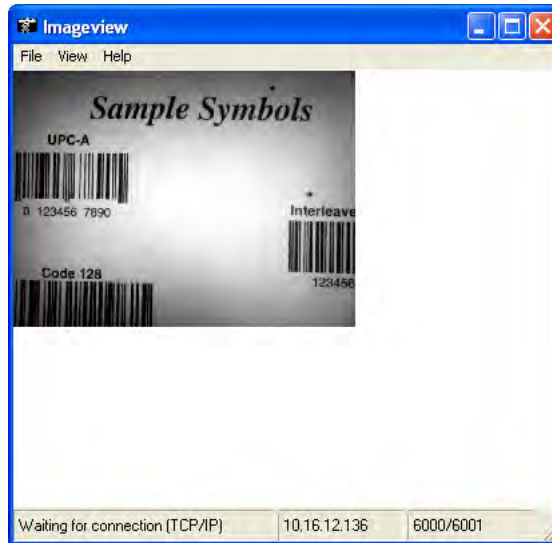 Imageview
File View Help
Sample Symbols
UPC-A
0 123456 7890
Interleave
123456
Code 128
Waiting for connection (TCP/IP) 10.16.12.136 6000/6001